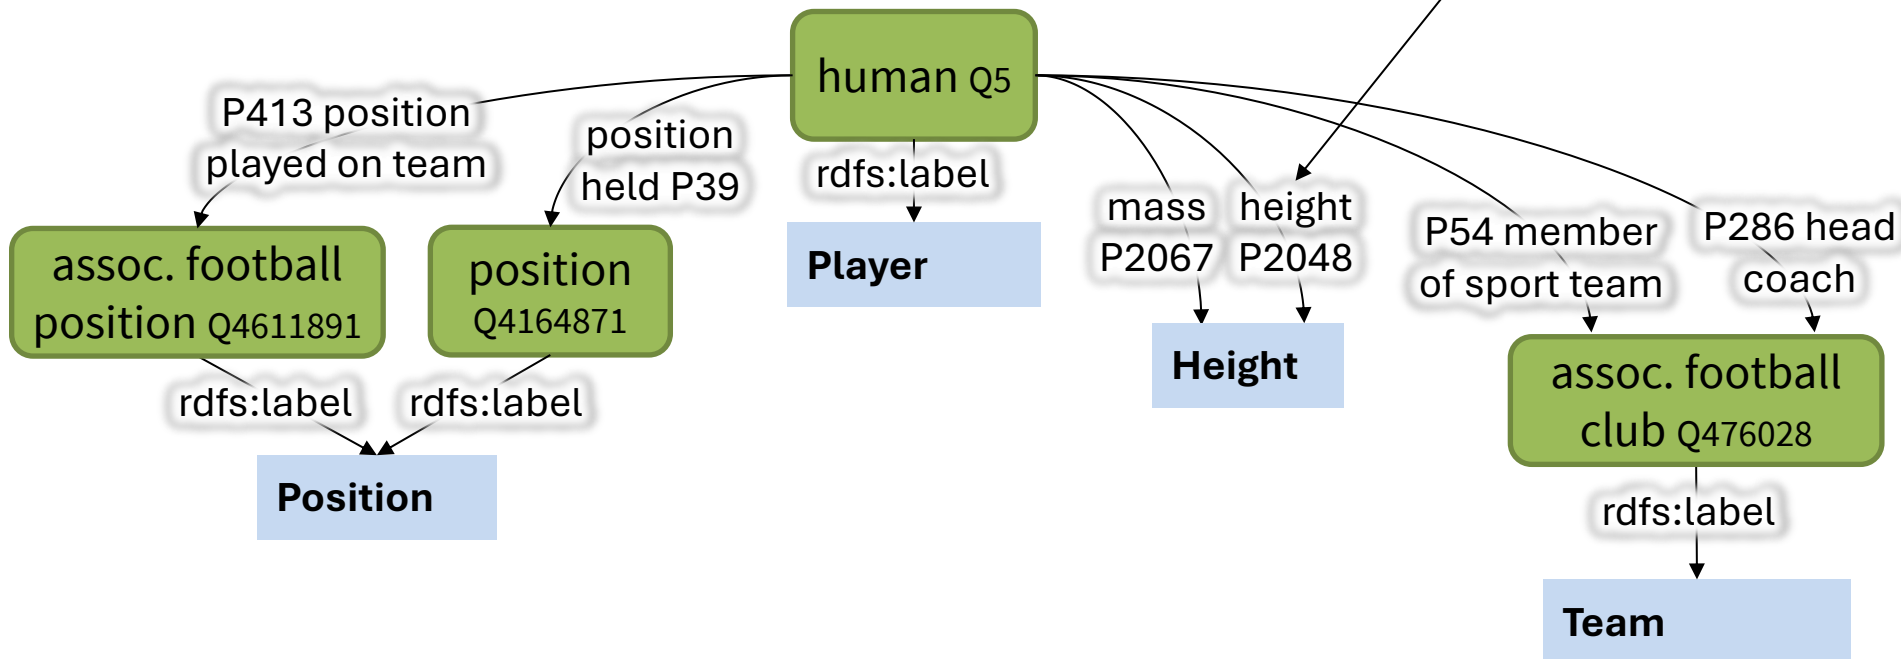 human Q5
P413 position
played on team
position
held P39
rdfs:label
mass
P2067
height
P2048
P54 member
of sport team
P286 head
coach
assoc. football
position Q4611891
position
Q4164871
Player
Height
assoc. football
club Q476028
rdfs:label
rdfs:label
Position
rdfs:label
Team